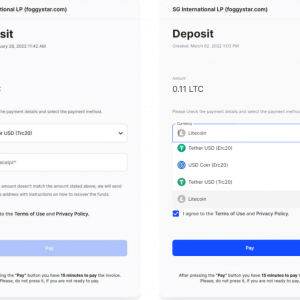 national LP (foggystar.com)
sit
uary 28, 2022 11:42 AM
the payment details and select the payment method.
r USD (Trc20)
ceipt*
amount doesn't match the amount stated above, we will send
address with instructions on how to recover the funds.
to the Terms of Use and Privacy Policy.
Pay
ssing the "Pay" button you have 15 minutes to pay the invoice.
Please, do not press it, if you are not ready to pay.
SG International LP (foggystar.com)
Deposit
Created: March 02, 2022 1:03 PM
Amount
0.11 LTC
Please check the payment details and select the payment method.
Currency
Litecoin
Tether USD (Erc20)
USD Coin (Erc20)
Tether USD (Trc20)
Litecoin
I agree to the Terms of Use and Privacy Policy.
Pay
After pressing the "Pay" button you have 15 minutes to pay the
Please, do not press it, if you are not ready to pay.